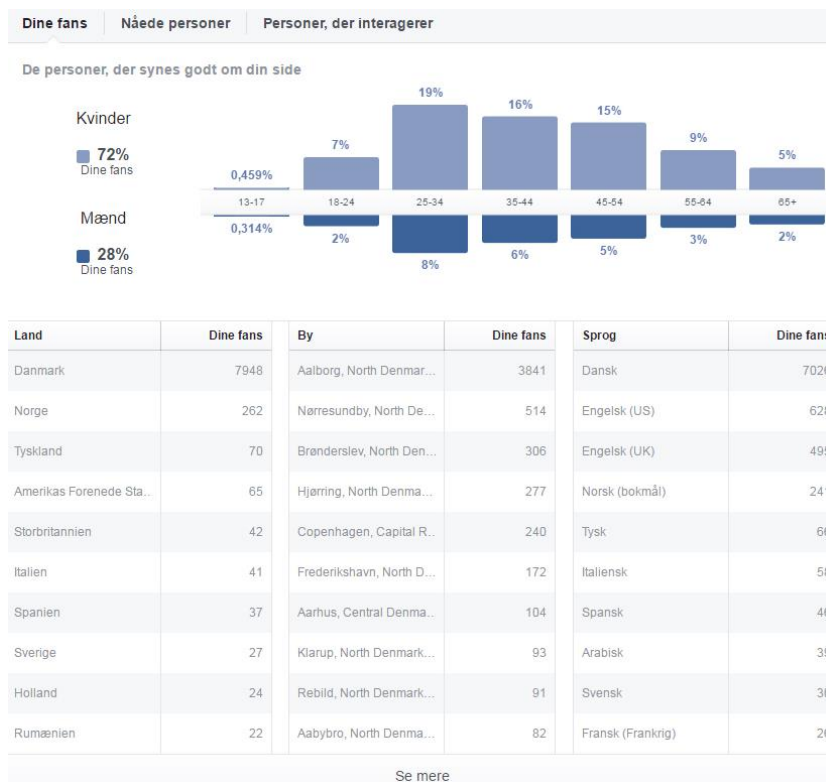 Dine fans Nåede personer Personer, der interagerer
De personer, der synes godt om din side
Kvinder
72%
Dine fans
Mænd
28%
Dine fans
0,459% 7% 19% 16% 15% 9% 5%
13-17 18-24 25-34 35-44 45-54 55-64 65+
0,314% 2% 8% 6% 5% 3% 2%
Land Dine fans By Dine fans Sprog Dine fans
Danmark 7948 Aalborg, North Denmar... 3841 Dansk
Norge 262 Nørresundby, North De... 514 Engelsk (US)
Tyskland 70 Brønderslev, North Den... 306 Engelsk (UK)
Amerikas Forenede Sta.. 65 Hjørring, North Denma... 277 Norsk (bokmål)
Storbritannien 42 Copenhagen, Capital R.. 240 Tysk
Italien 41 Frederikshavn, North D... 172 Italiensk
Spanien 37 Aarhus, Central Denma.. 104 Spansk
Sverige 27 Klarup, North Denmark... 93 Arabisk
Holland 24 Rebild, North Denmark... 91 Svensk
Rumænien 22 Aabybro, North Denma... 82 Fransk (Frankrig)
Se mere